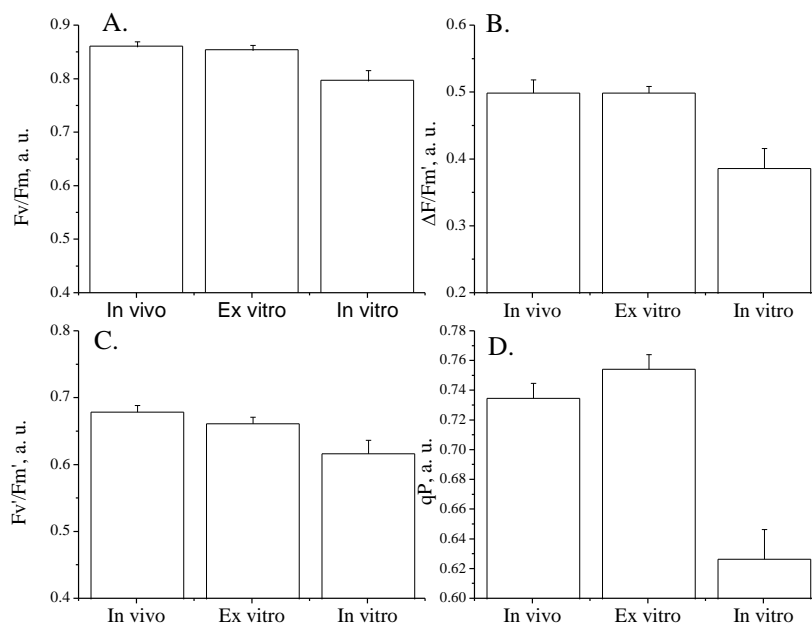 A.
0.9
0.8
0.7
0.6
0.5
0.4
Fv/Fm, a. u.
In vivo Ex vitro In vitro
B.
0.6
0.5
0.4
0.3
0.2
ΔF/Fm', a. u.
In vivo Ex vitro In vitro
C.
0.8
0.7
0.6
0.5
0.4
Fv'/Fm', a. u.
In vivo Ex vitro In vitro
D.
0.78
0.76
0.74
0.72
0.70
0.68
0.66
0.64
0.62
0.60
qP, a. u.
In vivo Ex vitro In vitro